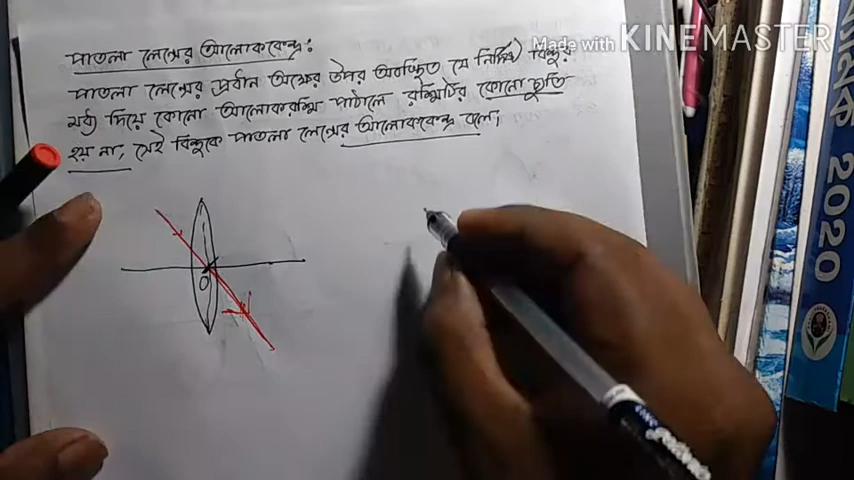 পাতলা লেন্সের আলোককেন্দ্র:
পাতলা লেন্সের প্রধান অক্ষের উপর অবস্থিত যে নির্দিষ্ট বিন্দুর
মধ্য দিয়ে কোনো আলোকরশ্মি পাঠালে রশ্মিটির কোনো চ্যুতি
হয় না, সেই বিন্দুকে পাতলা লেন্সের আলোককেন্দ্র বলে।
O
Made with KINEMASTER
2020